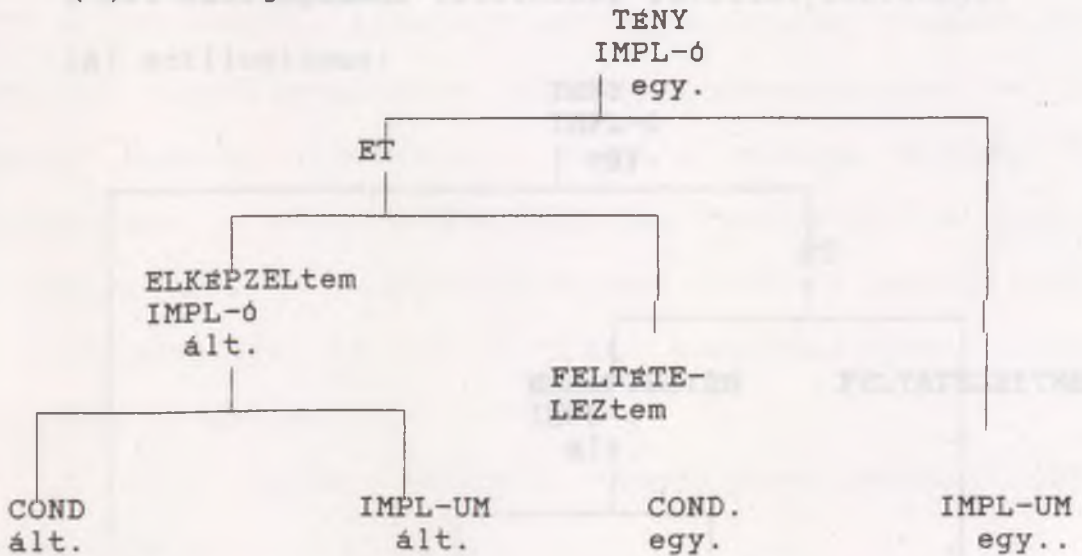 TÉNY
IMPL-ó
egy.
ET
ELKÉPZELtem
IMPL-ó
ált.
FELTÉTE-
LEZtem
COND IMPL-UM COND. IMPL-UM
ált. ált. egy. egy..